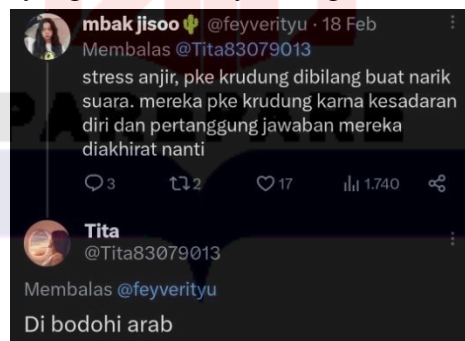 mbak jisoo🌵 @feyverityu · 18 Feb
Membalas @Tita83079013
stress anjir, pke krudung dibilang buat narik
suara. mereka pke krudung karna kesadaran
diri dan pertanggung jawaban mereka
diakhirat nanti
3 2 17 1.740
Tita
@Tita83079013
Membalas @feyverityu
Di bodohi arab